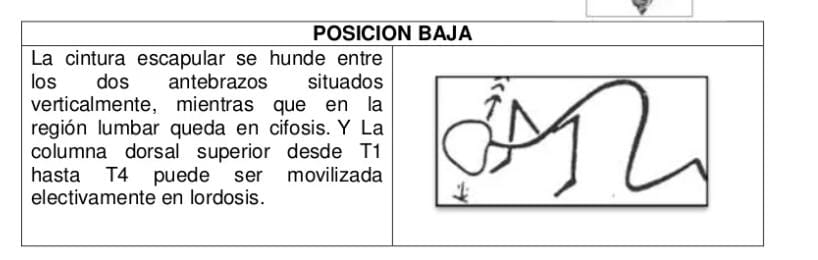 POSICION BAJA
La cintura escapular se hunde entre
los dos antebrazos situados
verticalmente, mientras que en la
región lumbar queda en cifosis. Y La
columna dorsal superior desde T1
hasta T4 puede ser movilizada
electivamente en lordosis.